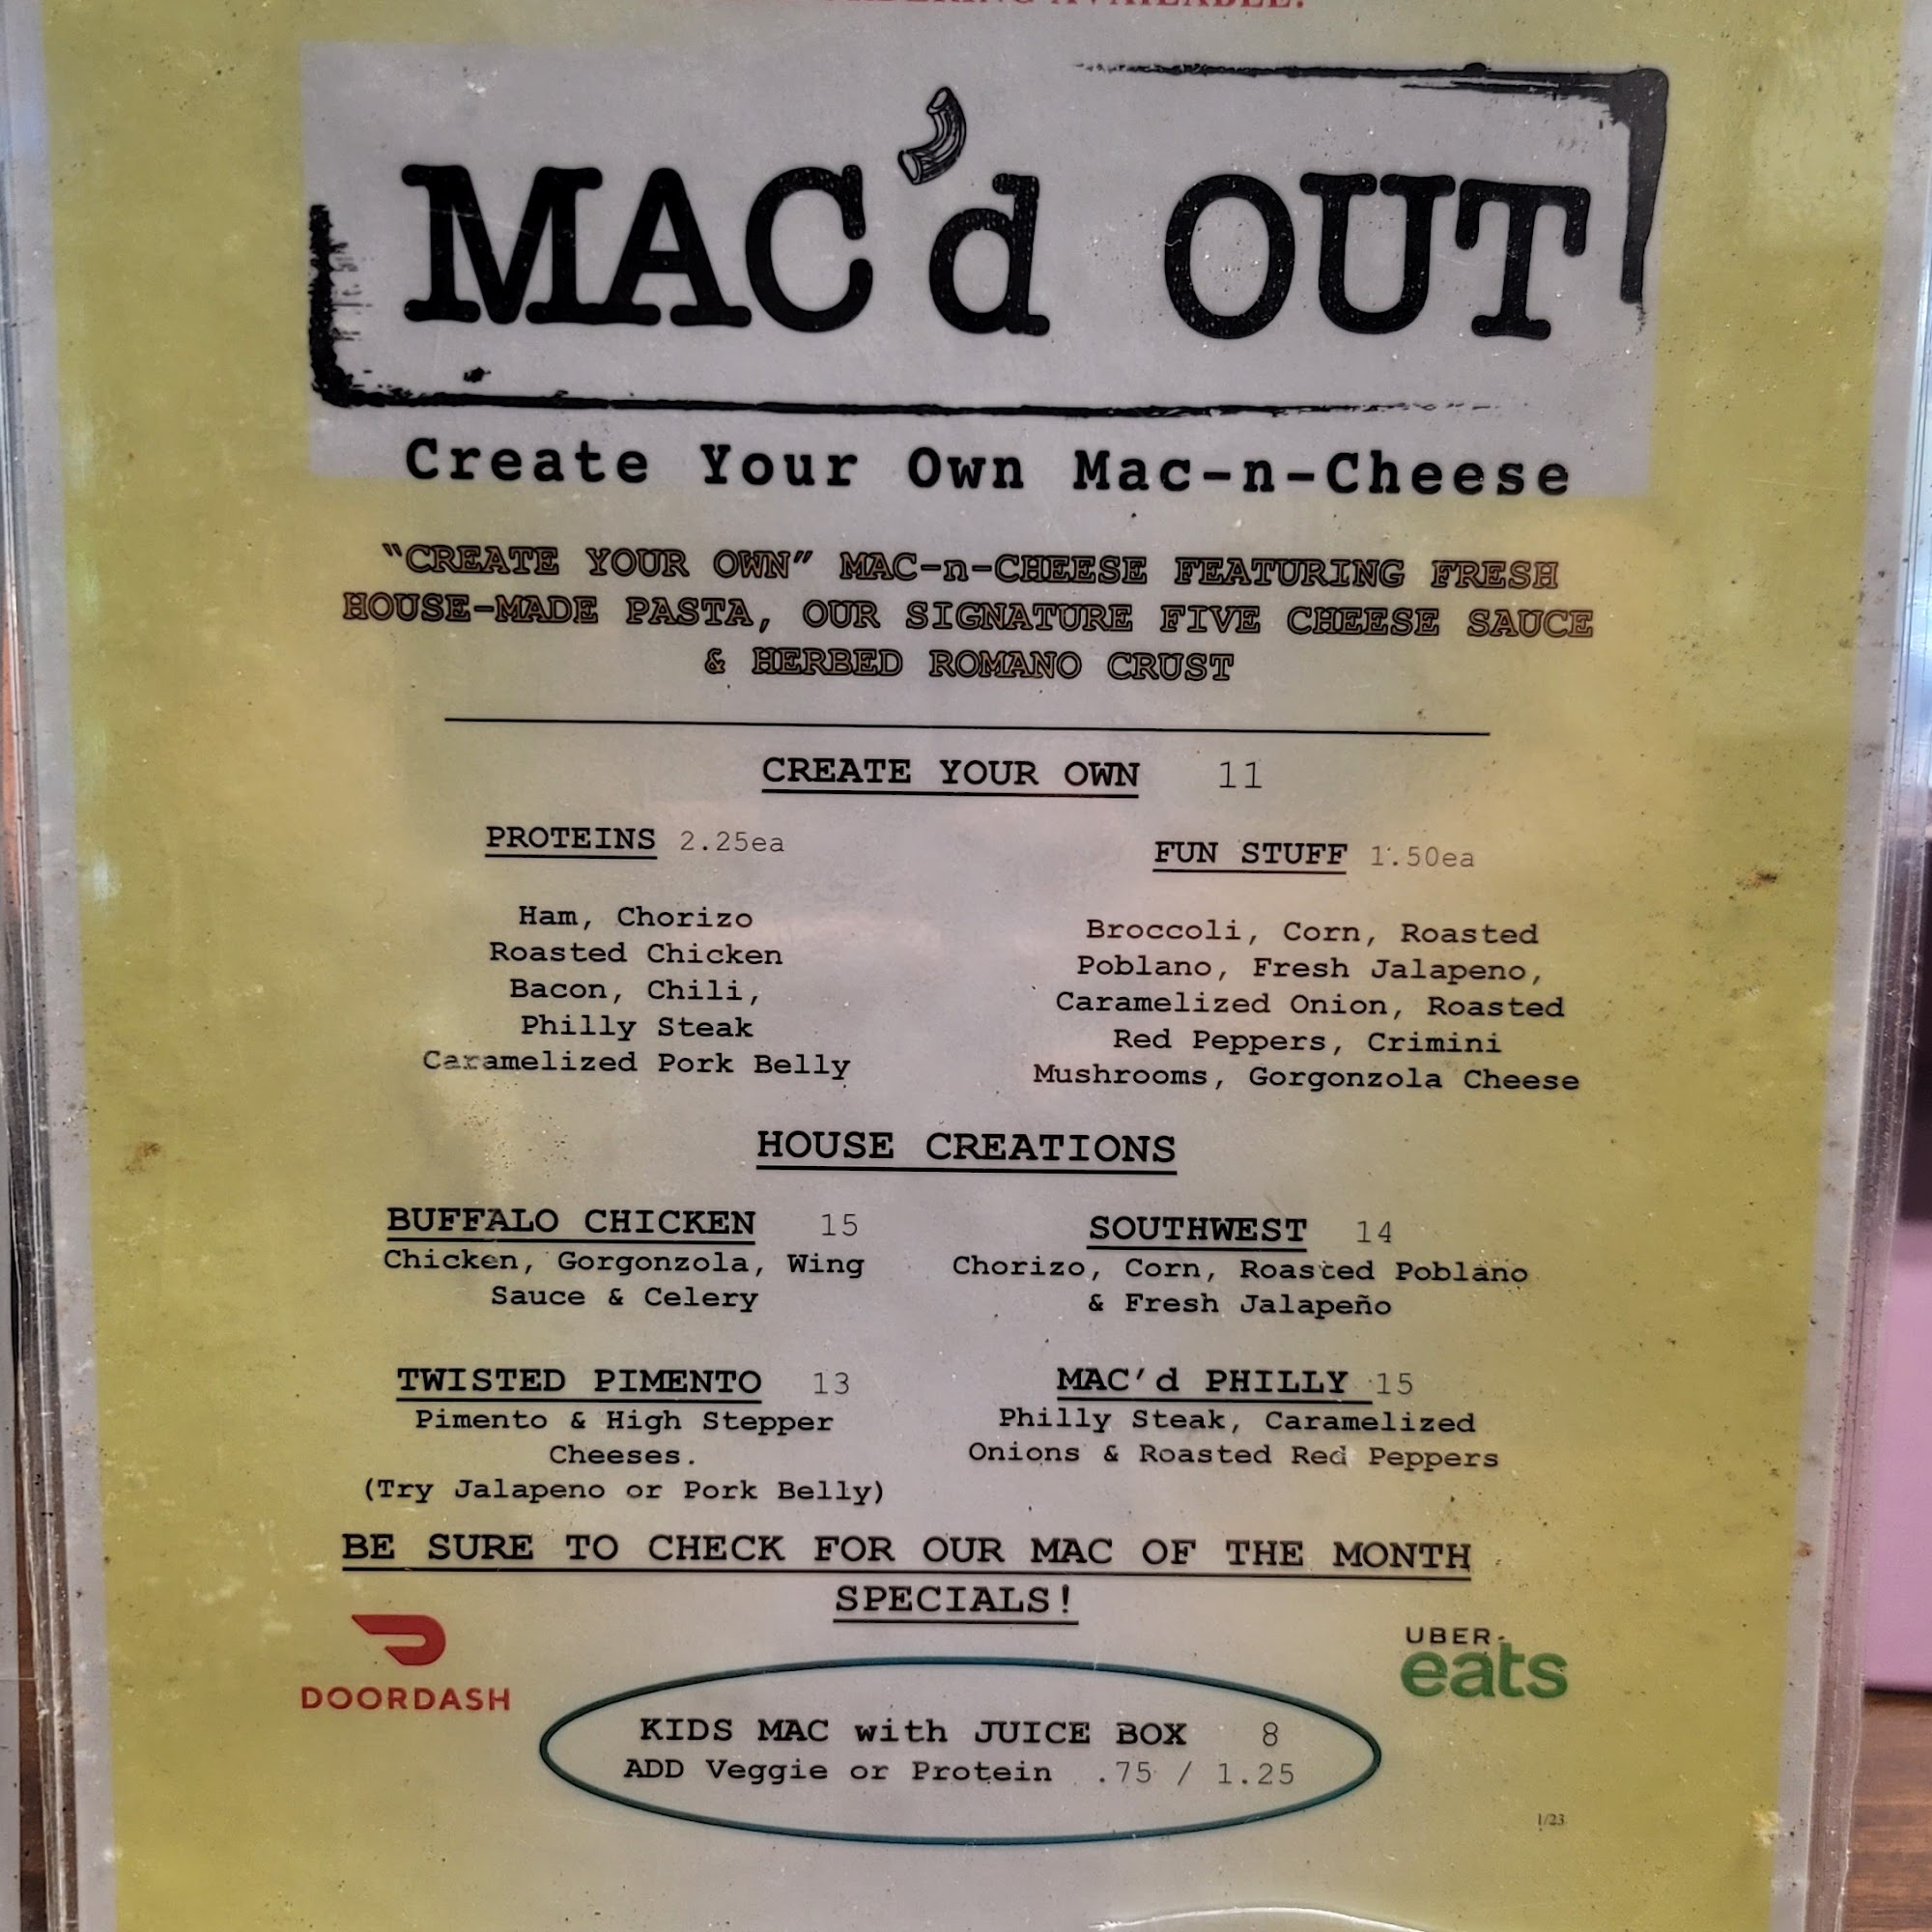 AVAILABLE.
MAC'd OUT
Create Your Own Mac-n-Cheese
"CREATE YOUR OWN" MAC-n-CHEESE FEATURING FRESH
HOUSE-MADE PASTA, OUR SIGNATURE FIVE CHEESE SAUCE
& HERBED ROMANO CRUST
CREATE YOUR OWN 11
PROTEINS 2.25ea
Ham, Chorizo
Roasted Chicken
Bacon, Chili,
Philly Steak
Caramelized Pork Belly
FUN STUFF 1.50ea
Broccoli, Corn, Roasted
Poblano, Fresh Jalapeno,
Caramelized Onion, Roasted
Red Peppers, Crimini
Mushrooms, Gorgonzola Cheese
HOUSE CREATIONS
BUFFALO CHICKEN 15
Chicken, Gorgonzola, Wing
Sauce & Celery
SOUTHWEST 14
Chorizo, Corn, Roasted Poblano
& Fresh Jalapeño
TWISTED PIMENTO 13
Pimento & High Stepper
Cheeses.
(Try Jalapeno or Pork Belly)
MAC'd PHILLY 15
Philly Steak, Caramelized
Onions & Roasted Red Peppers
BE SURE TO CHECK FOR OUR MAC OF THE MONTH
SPECIALS!
DOORDASH
UBER
eats
KIDS MAC with JUICE BOX 8
ADD Veggie or Protein .75 / 1.25
1/23